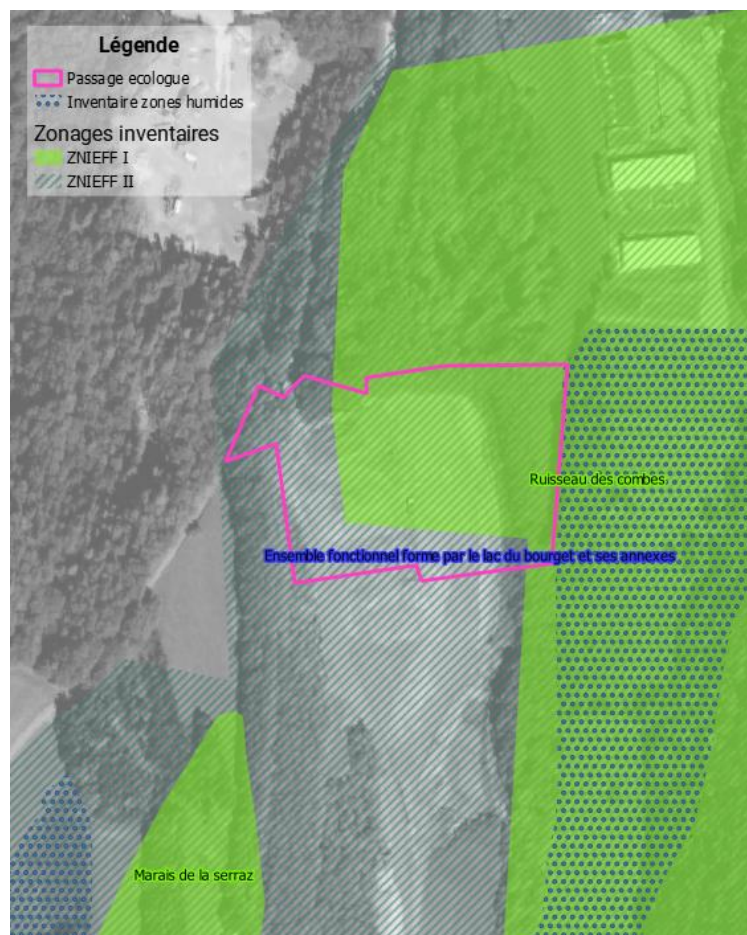 Légende
Passage ecologue
Inventaire zones humides
Zonages inventaires
ZNIEFF I
ZNIEFF II
Ruisseau des combes
Ensemble fonctionnel forme par le lac du bourget et ses annexes
Marais de la serraz